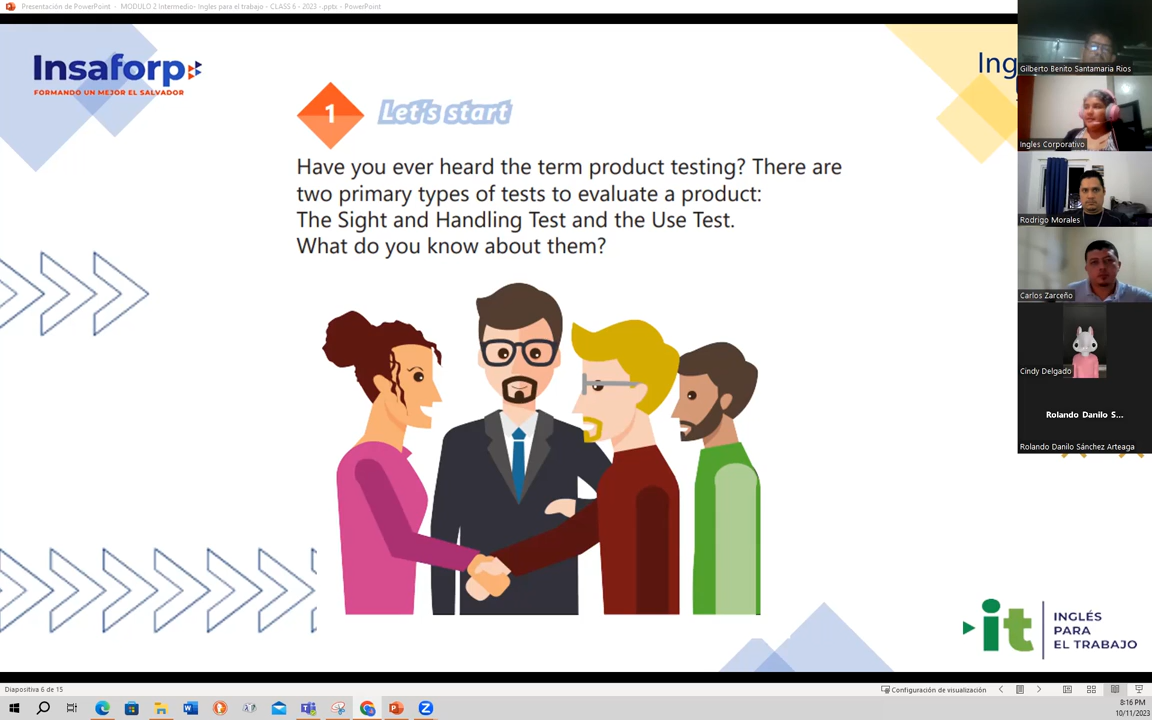 Presentación de PowerPoint - MODULO 2 Intermedio- Ingles para el trabajo - CLASS 6 - 2023 -.pptx - PowerPoint
Insaforp
FORMANDO UN MEJOR EL SALVADOR
Ing
1 Let's start
Have you ever heard the term product testing? There are
two primary types of tests to evaluate a product:
The Sight and Handling Test and the Use Test.
What do you know about them?
Gilberto Benito Santamaria Rios
Ingles Corporativo
Rodrigo Morales
Carlos Zarceño
Cindy Delgado
Rolando Danilo S...
Rolando Danilo Sánchez Arteaga
it
INGLÉS
PARA
EL TRABAJO
Diapositiva 6 de 15
Configuración de visualización
8:16 PM
10/11/2023